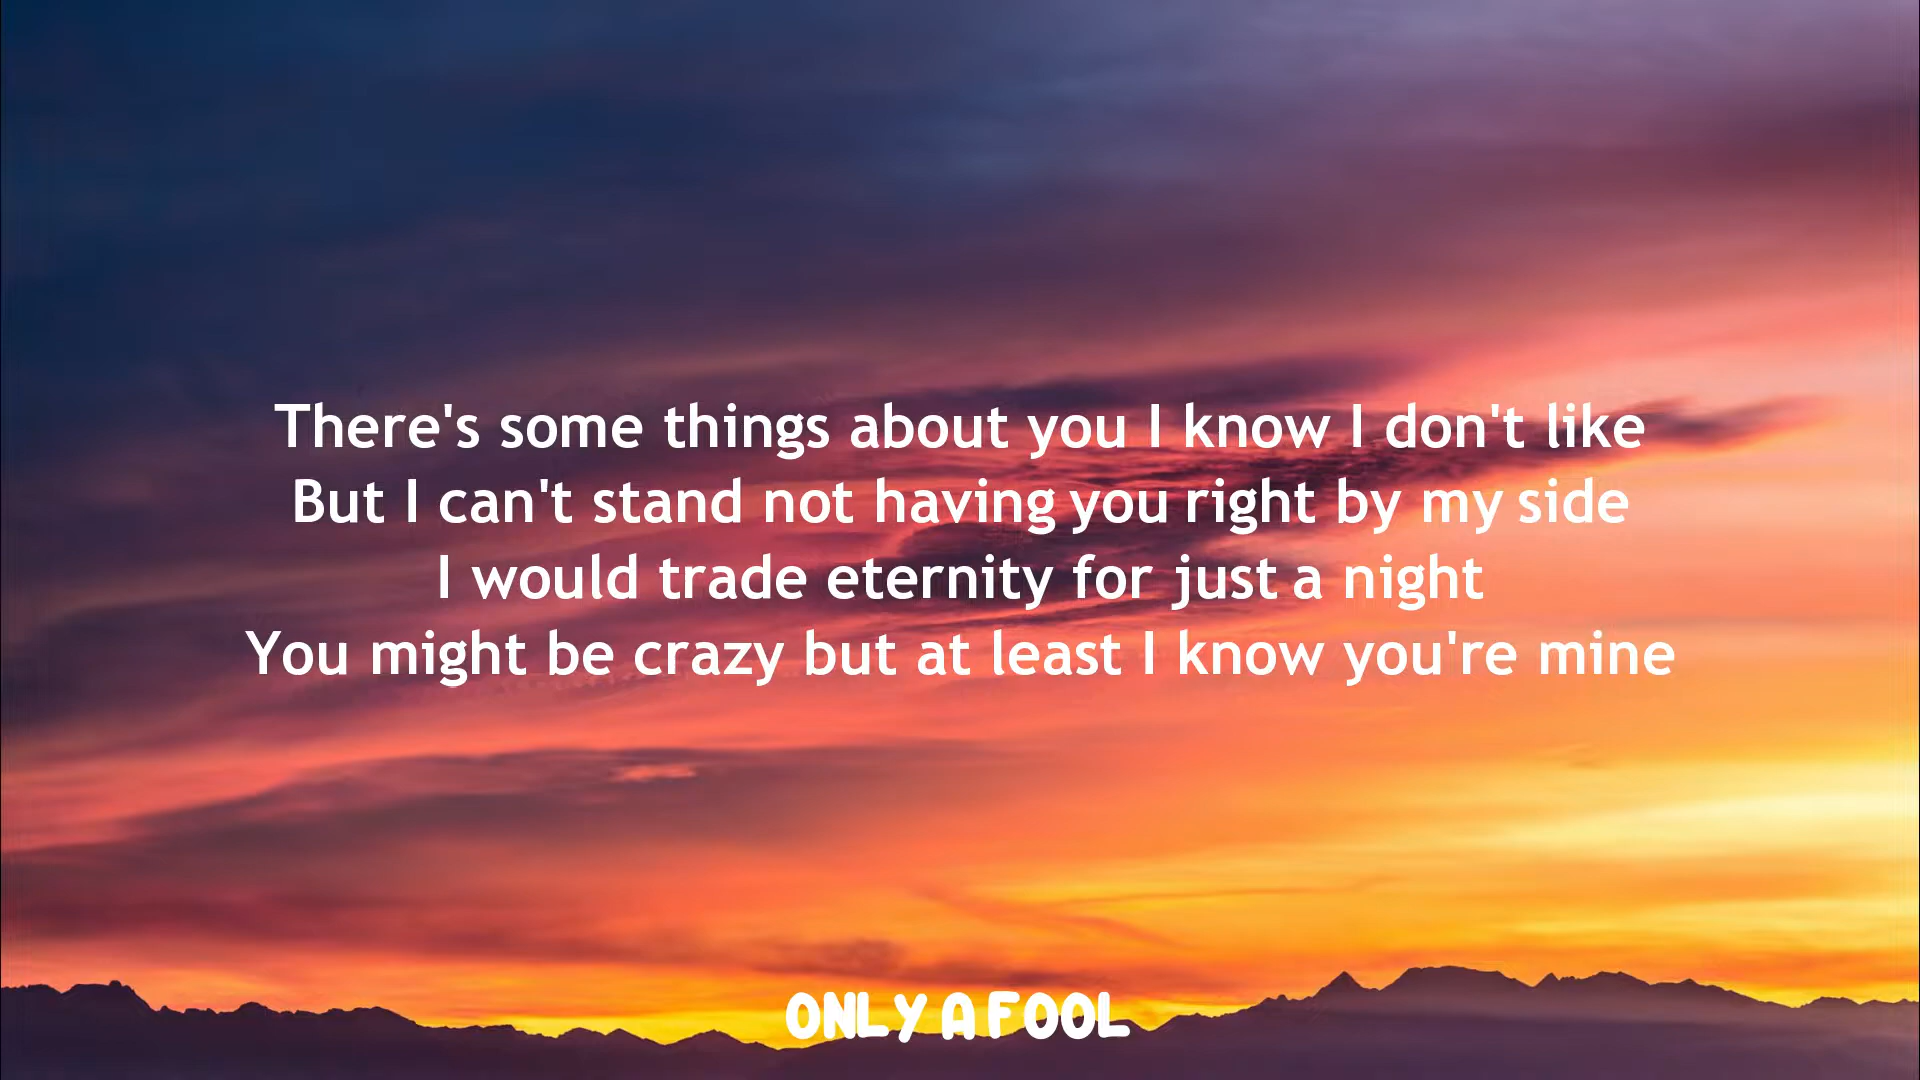 There's some things about you I know I don't like
But I can't stand not having you right by my side
I would trade eternity for just a night
You might be crazy but at least I know you're mine
ONLY A FOOL